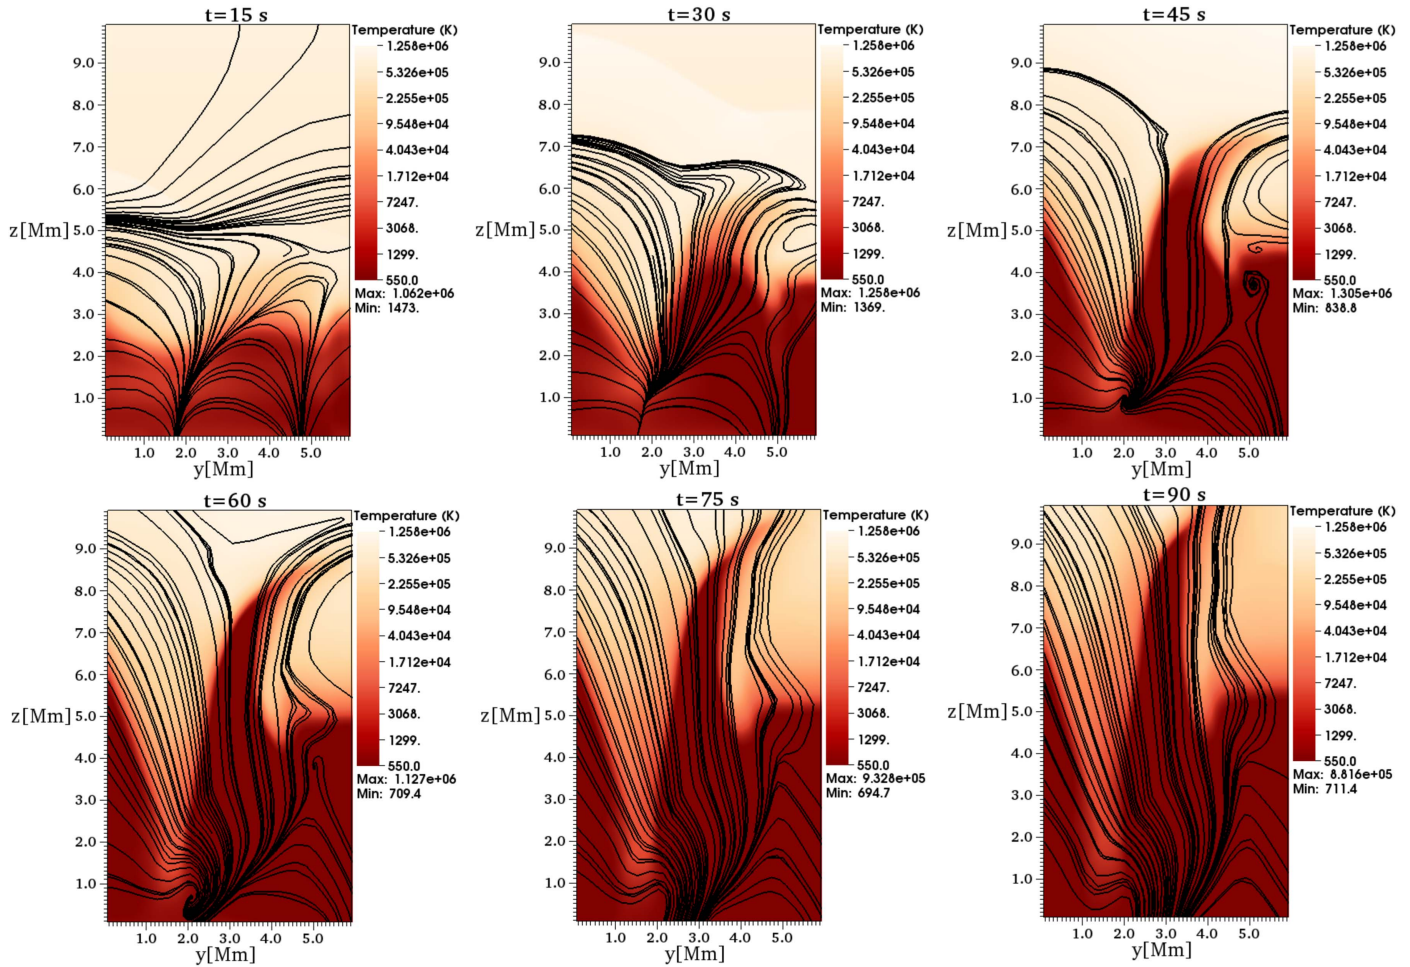 t=15 s
Temperature (K)
1.258e+06
5.326e+05
2.255e+05
9.548e+04
4.043e+04
1.712e+04
7247.
3068.
1299.
550.0
Max: 1.062e+06
Min: 1473.
9.0
8.0
7.0
6.0
5.0
4.0
3.0
2.0
1.0
z[Mm]
1.0 2.0 3.0 4.0 5.0
y[Mm]
t=30 s
Temperature (K)
1.258e+06
5.326e+05
2.255e+05
9.548e+04
4.043e+04
1.712e+04
7247.
3068.
1299.
550.0
Max: 1.258e+06
Min: 1369.
9.0
8.0
7.0
6.0
5.0
4.0
3.0
2.0
1.0
z[Mm]
1.0 2.0 3.0 4.0 5.0
y[Mm]
t=45 s
Temperature (K)
1.258e+06
5.326e+05
2.255e+05
9.548e+04
4.043e+04
1.712e+04
7247.
3068.
1299.
550.0
Max: 1.305e+06
Min: 838.8
9.0
8.0
7.0
6.0
5.0
4.0
3.0
2.0
1.0
z[Mm]
1.0 2.0 3.0 4.0 5.0
y[Mm]
t=60 s
Temperature (K)
1.258e+06
5.326e+05
2.255e+05
9.548e+04
4.043e+04
1.712e+04
7247.
3068.
1299.
550.0
Max: 1.127e+06
Min: 709.4
9.0
8.0
7.0
6.0
5.0
4.0
3.0
2.0
1.0
z[Mm]
1.0 2.0 3.0 4.0 5.0
y[Mm]
t=75 s
Temperature (K)
1.258e+06
5.326e+05
2.255e+05
9.548e+04
4.043e+04
1.712e+04
7247.
3068.
1299.
550.0
Max: 9.328e+05
Min: 694.7
9.0
8.0
7.0
6.0
5.0
4.0
3.0
2.0
1.0
z[Mm]
1.0 2.0 3.0 4.0 5.0
y[Mm]
t=90 s
Temperature (K)
1.258e+06
5.326e+05
2.255e+05
9.548e+04
4.043e+04
1.712e+04
7247.
3068.
1299.
550.0
Max: 8.816e+05
Min: 711.4
9.0
8.0
7.0
6.0
5.0
4.0
3.0
2.0
1.0
z[Mm]
1.0 2.0 3.0 4.0 5.0
y[Mm]